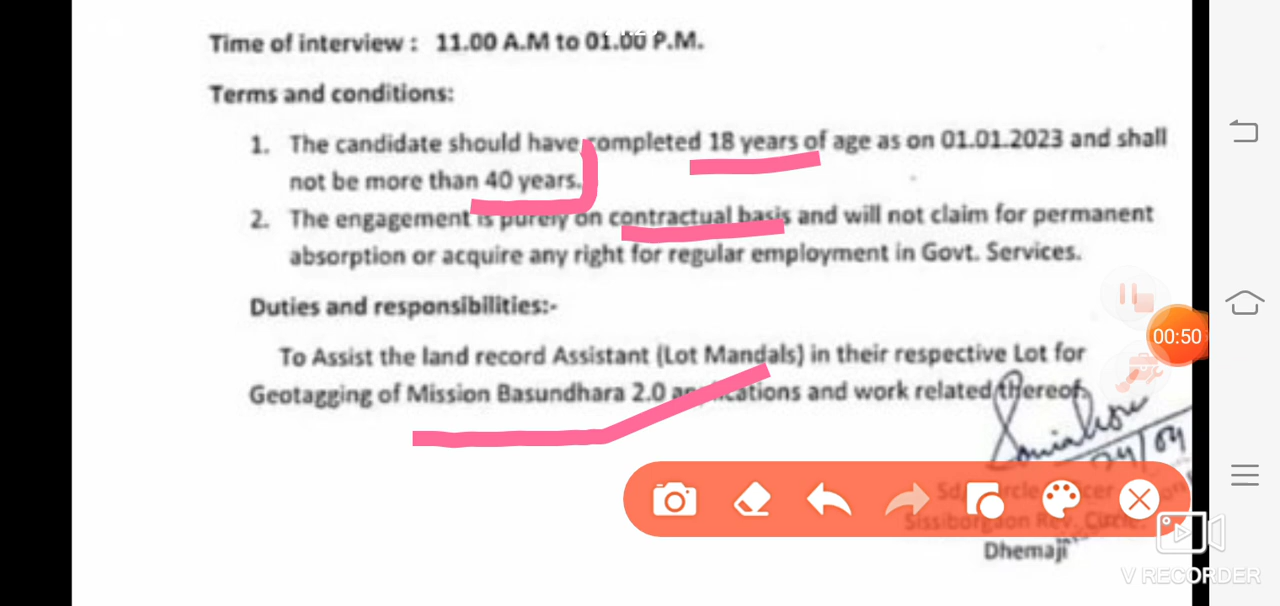 Time of interview : 11.00 A.M to 01.00 P.M.
Terms and conditions:
1. The candidate should have completed 18 years of age as on 01.01.2023 and shall
not be more than 40 years.
2. The engagement is purely on contractual basis and will not claim for permanent
absorption or acquire any right for regular employment in Govt. Services.
Duties and responsibilities:-
To Assist the land record Assistant (Lot Mandals) in their respective Lot for
Geotagging of Mission Basundhara 2.0 applications and work related thereof.
00:50
Sissiborgaon Rev. Circle
Dhemaji
V RECORDER